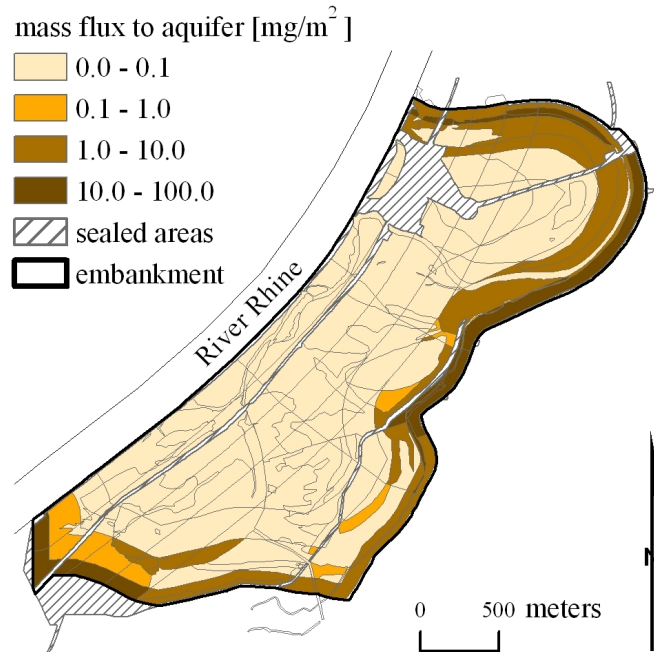 mass flux to aquifer [mg/m²]
0.0 - 0.1
0.1 - 1.0
1.0 - 10.0
10.0 - 100.0
sealed areas
embankment
River Rhine
N
0 500 meters